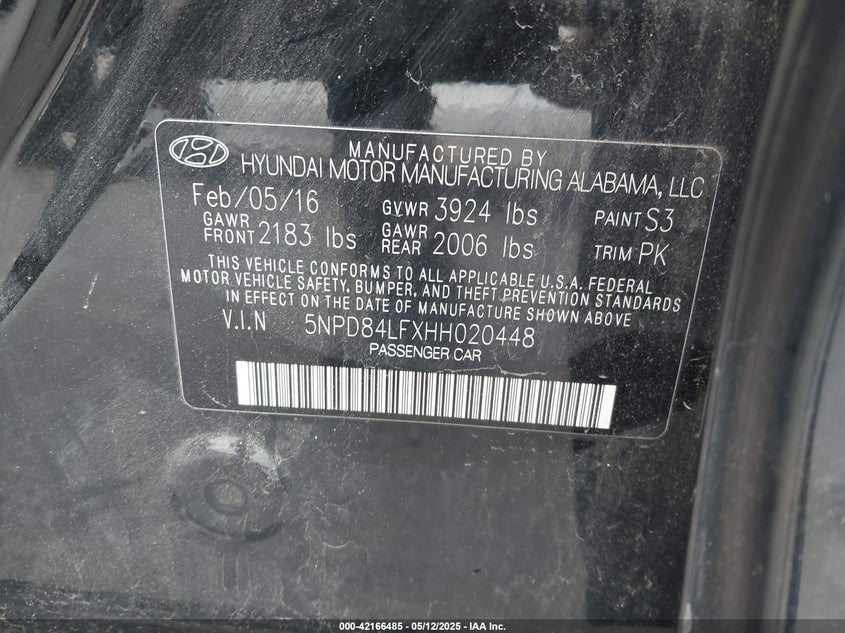 MANUFACTURED BY
HYUNDAI MOTOR MANUFACTURING ALABAMA, LLC
Feb/05/16 GVWR 3924 lbs PAINT S3
GAWR FRONT 2183 lbs GAWR REAR 2006 lbs TRIM PK
THIS VEHICLE CONFORMS TO ALL APPLICABLE U.S.A. FEDERAL
MOTOR VEHICLE SAFETY, BUMPER, AND THEFT PREVENTION STANDARDS
IN EFFECT ON THE DATE OF MANUFACTURE SHOWN ABOVE
V.I.N 5NPD84LFXHH020448
PASSENGER CAR
000-42166485 - 05/12/2025 - IAA Inc.